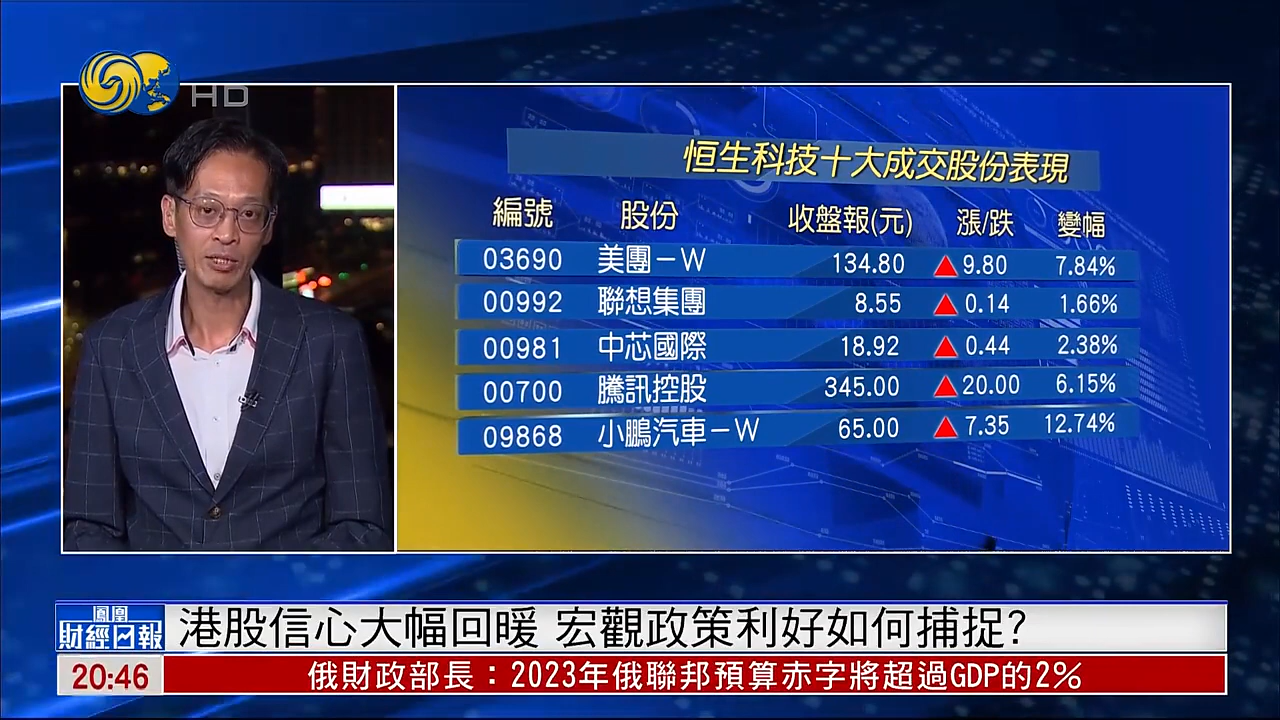 HD
恒生科技十大成交股份表現
編號 股份 收盤報(元) 漲/跌 變幅
03690 美團－W 134.80 ▲9.80 7.84%
00992 聯想集團 8.55 ▲0.14 1.66%
00981 中芯國際 18.92 ▲0.44 2.38%
00700 騰訊控股 345.00 ▲20.00 6.15%
09868 小鵬汽車－W 65.00 ▲7.35 12.74%
鳳凰
財經日報
港股信心大幅回暖 宏觀政策利好如何捕捉?
20:46 俄財政部長：2023年俄聯邦預算赤字將超過GDP的2%